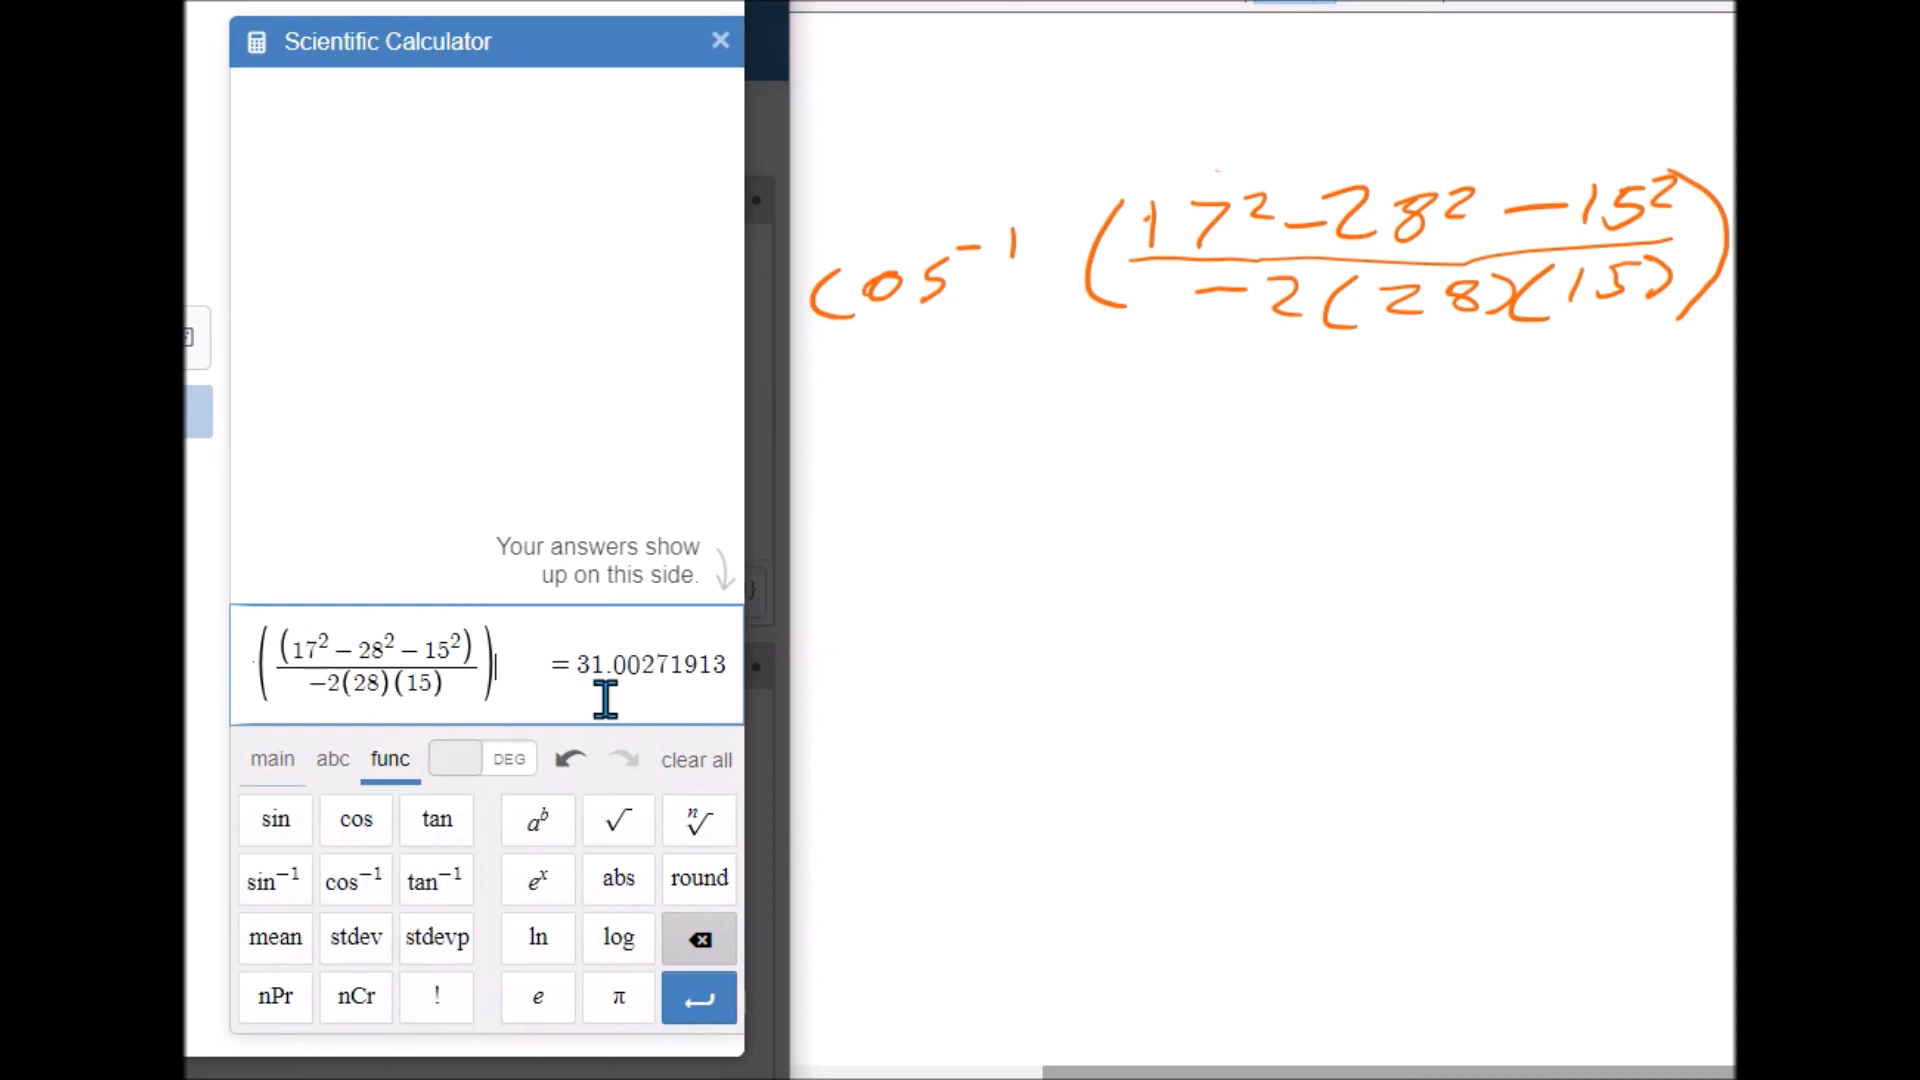 Scientific Calculator ×
cos⁻¹ ( (17² - 28² - 15²) / (-2(28)(15)) )
Your answers show
up on this side.
( (17² − 28² − 15²) / −2(28)(15) ) = 31.00271913
main abc func DEG clear all
sin cos tan aᵇ √ ⁿ√
sin⁻¹ cos⁻¹ tan⁻¹ eˣ abs round
mean stdev stdevp ln log
nPr nCr ! e π